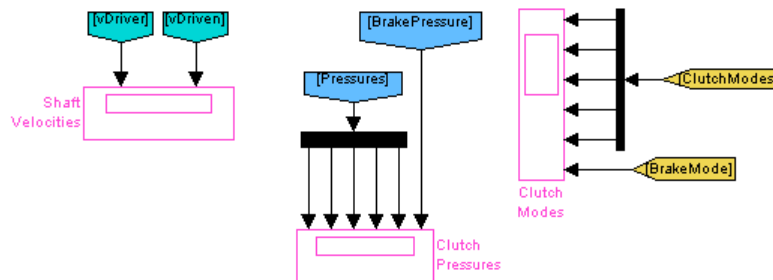 [vDriver]
[vDriven]
[BrakePressure]
[Pressures]
[ClutchModes
Shaft
Velocities
[BrakeMode]
Clutch
Modes
Clutch
Pressures